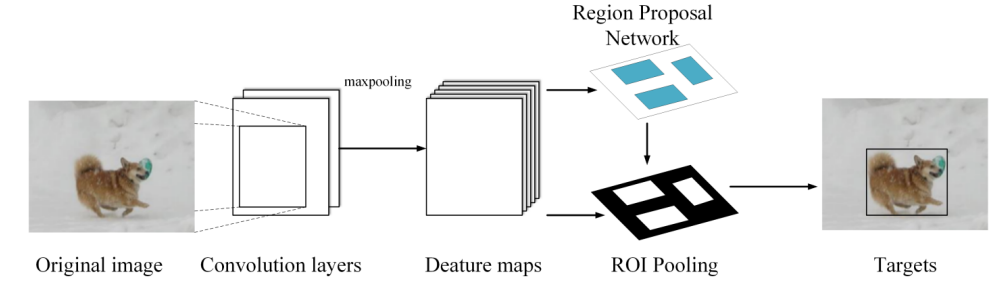 Region Proposal
Network
maxpooling
Original image
Convolution layers
Deature maps
ROI Pooling
Targets